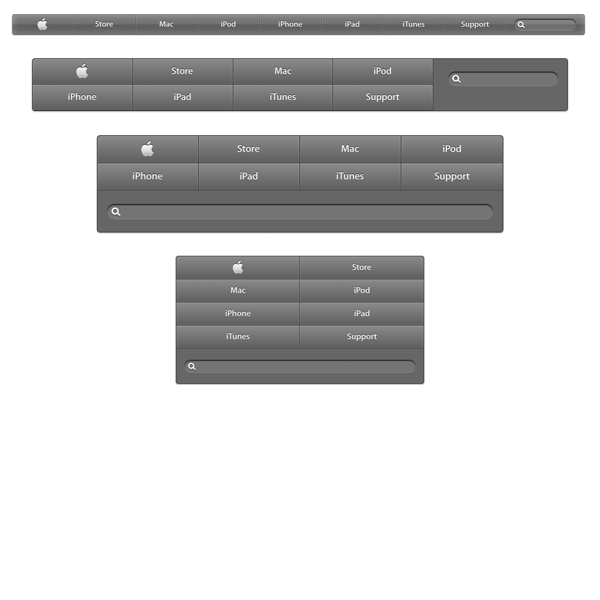 Store Mac iPod iPhone iPad iTunes Support
Store Mac iPod
iPhone iPad iTunes Support
Store Mac iPod
iPhone iPad iTunes Support
Store
Mac iPod
iPhone iPad
iTunes Support